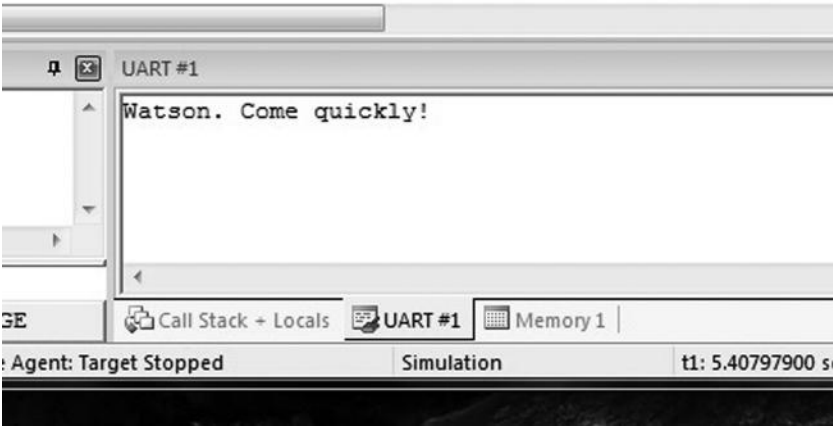 UART #1
Watson. Come quickly!
GE
Call Stack + Locals UART #1 Memory 1
Agent: Target Stopped Simulation t1: 5.40797900 s